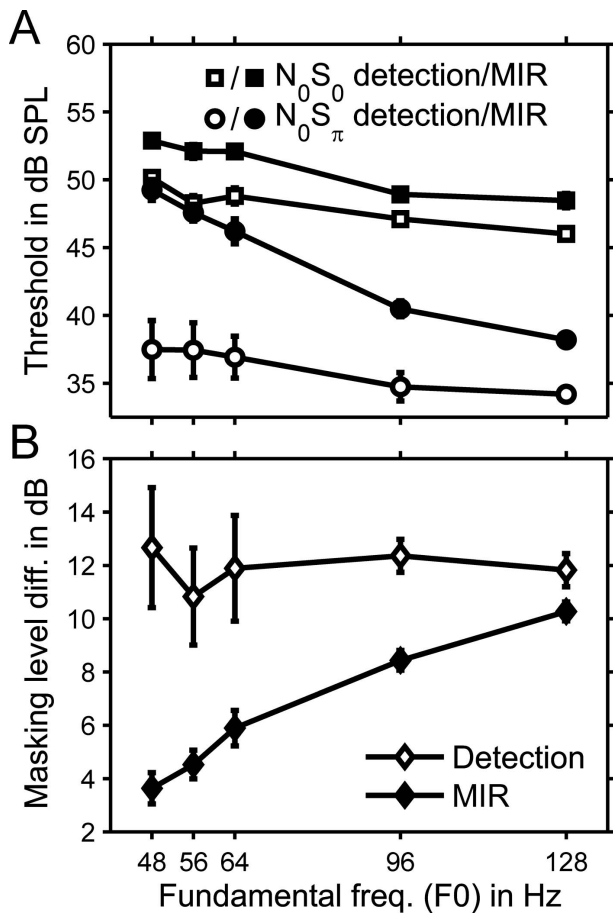 A
60
55
50
45
40
35
Threshold in dB SPL
□/■ N₀S₀ detection/MIR
○/● N₀Sπ detection/MIR
B
16
14
12
10
8
6
4
2
Masking level diff. in dB
Detection
MIR
48 56 64 96 128
Fundamental freq. (F0) in Hz